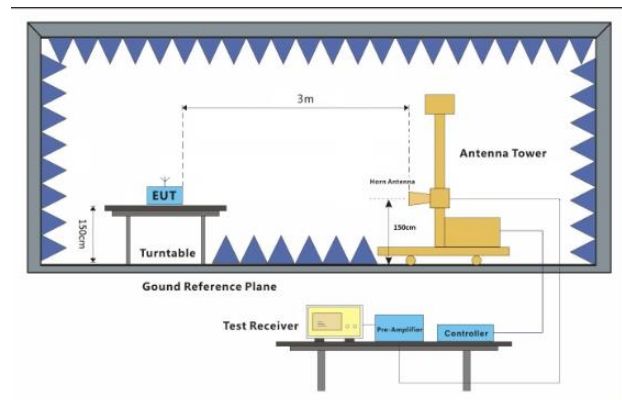 3m
Antenna Tower
Horn Antenna
EUT
150cm
150cm
Turntable
Gound Reference Plane
Test Receiver
Pre-Amplifier
Controller